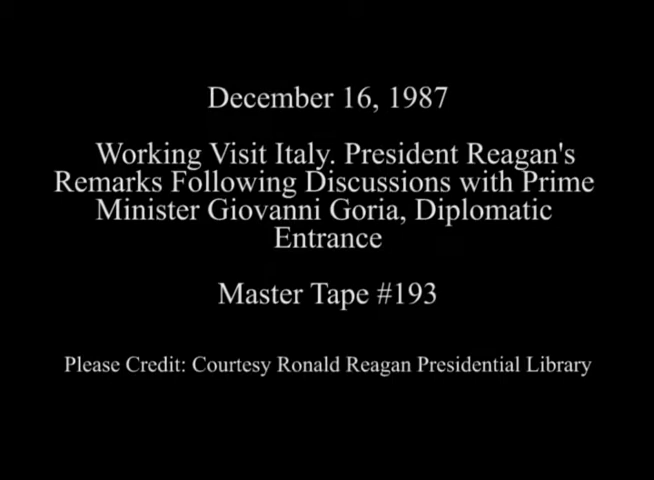 December 16, 1987
Working Visit Italy. President Reagan's
Remarks Following Discussions with Prime
Minister Giovanni Goria, Diplomatic
Entrance
Master Tape #193
Please Credit: Courtesy Ronald Reagan Presidential Library